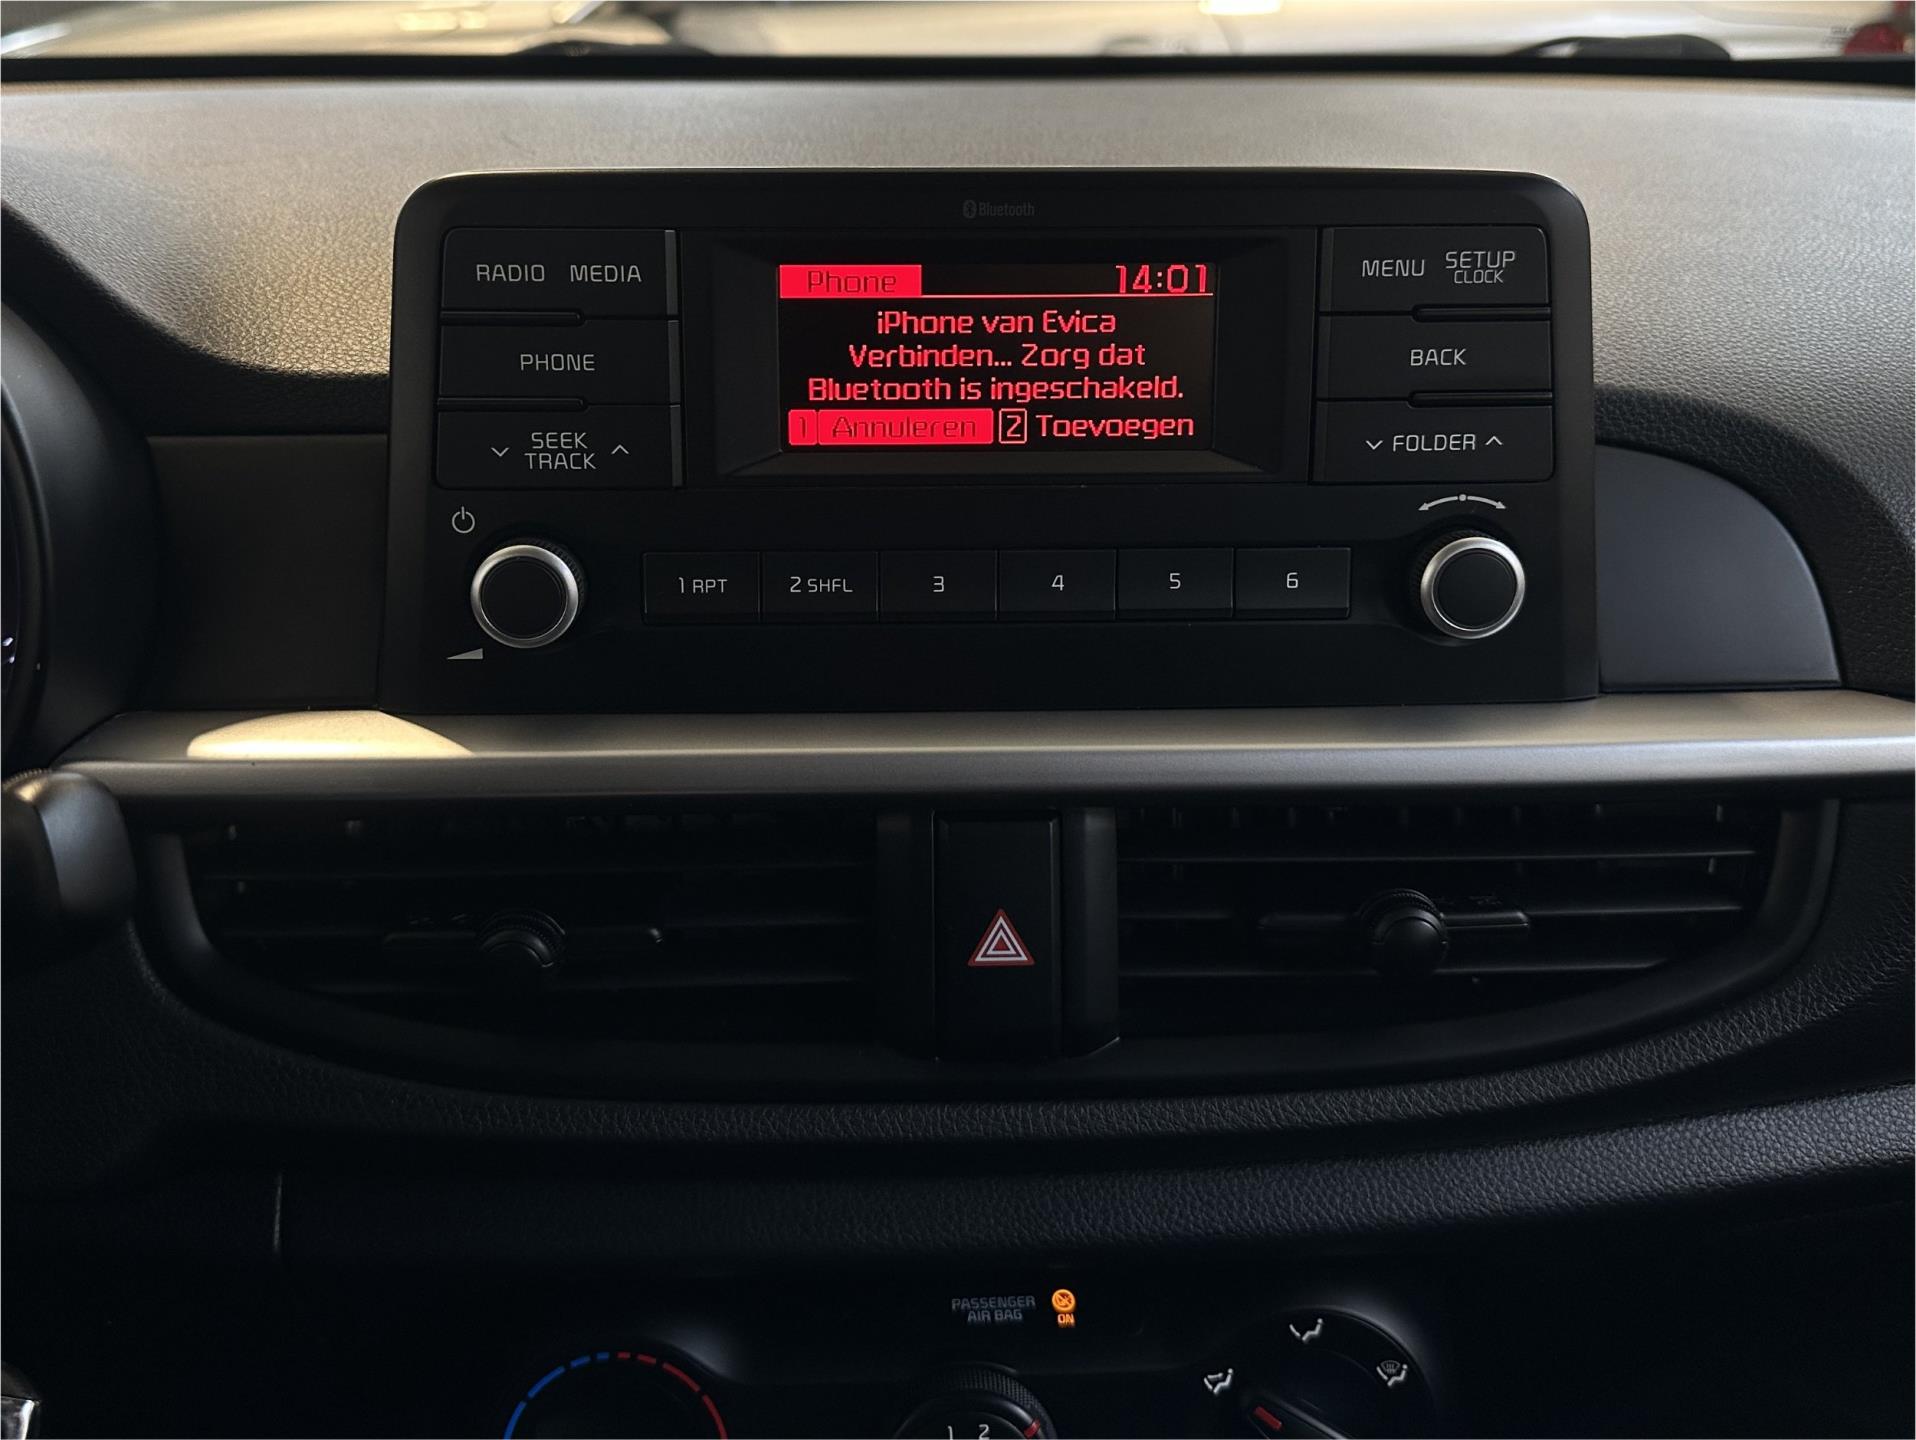 Bluetooth
RADIO MEDIA
PHONE
SEEK
TRACK
Phone 14:01
iPhone van Evica
Verbinden... Zorg dat
Bluetooth is ingeschakeld.
1 Annuleren 2 Toevoegen
MENU SETUP
CLOCK
BACK
FOLDER
1 RPT 2 SHFL 3 4 5 6
PASSENGER
AIR BAG
ON
1 2